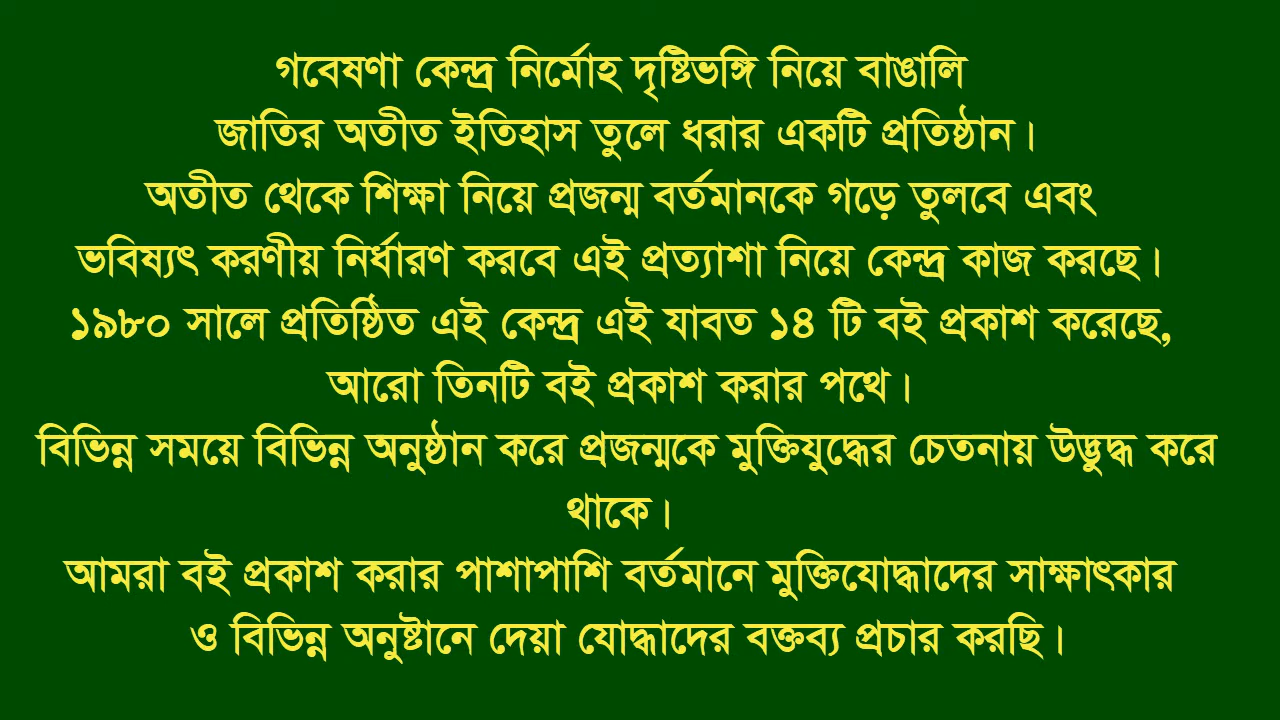 গবেষণা কেন্দ্র নির্মোহ দৃষ্টিভঙ্গি নিয়ে বাঙালি
জাতির অতীত ইতিহাস তুলে ধরার একটি প্রতিষ্ঠান।
অতীত থেকে শিক্ষা নিয়ে প্রজন্ম বর্তমানকে গড়ে তুলবে এবং
ভবিষ্যৎ করণীয় নির্ধারণ করবে এই প্রত্যাশা নিয়ে কেন্দ্র কাজ করছে।
১৯৮০ সালে প্রতিষ্ঠিত এই কেন্দ্র এই যাবত ১৪ টি বই প্রকাশ করেছে,
আরো তিনটি বই প্রকাশ করার পথে।
বিভিন্ন সময়ে বিভিন্ন অনুষ্ঠান করে প্রজন্মকে মুক্তিযুদ্ধের চেতনায় উদ্ভুদ্ধ করে
থাকে।
আমরা বই প্রকাশ করার পাশাপাশি বর্তমানে মুক্তিযোদ্ধাদের সাক্ষাৎকার
ও বিভিন্ন অনুষ্টানে দেয়া যোদ্ধাদের বক্তব্য প্রচার করছি।